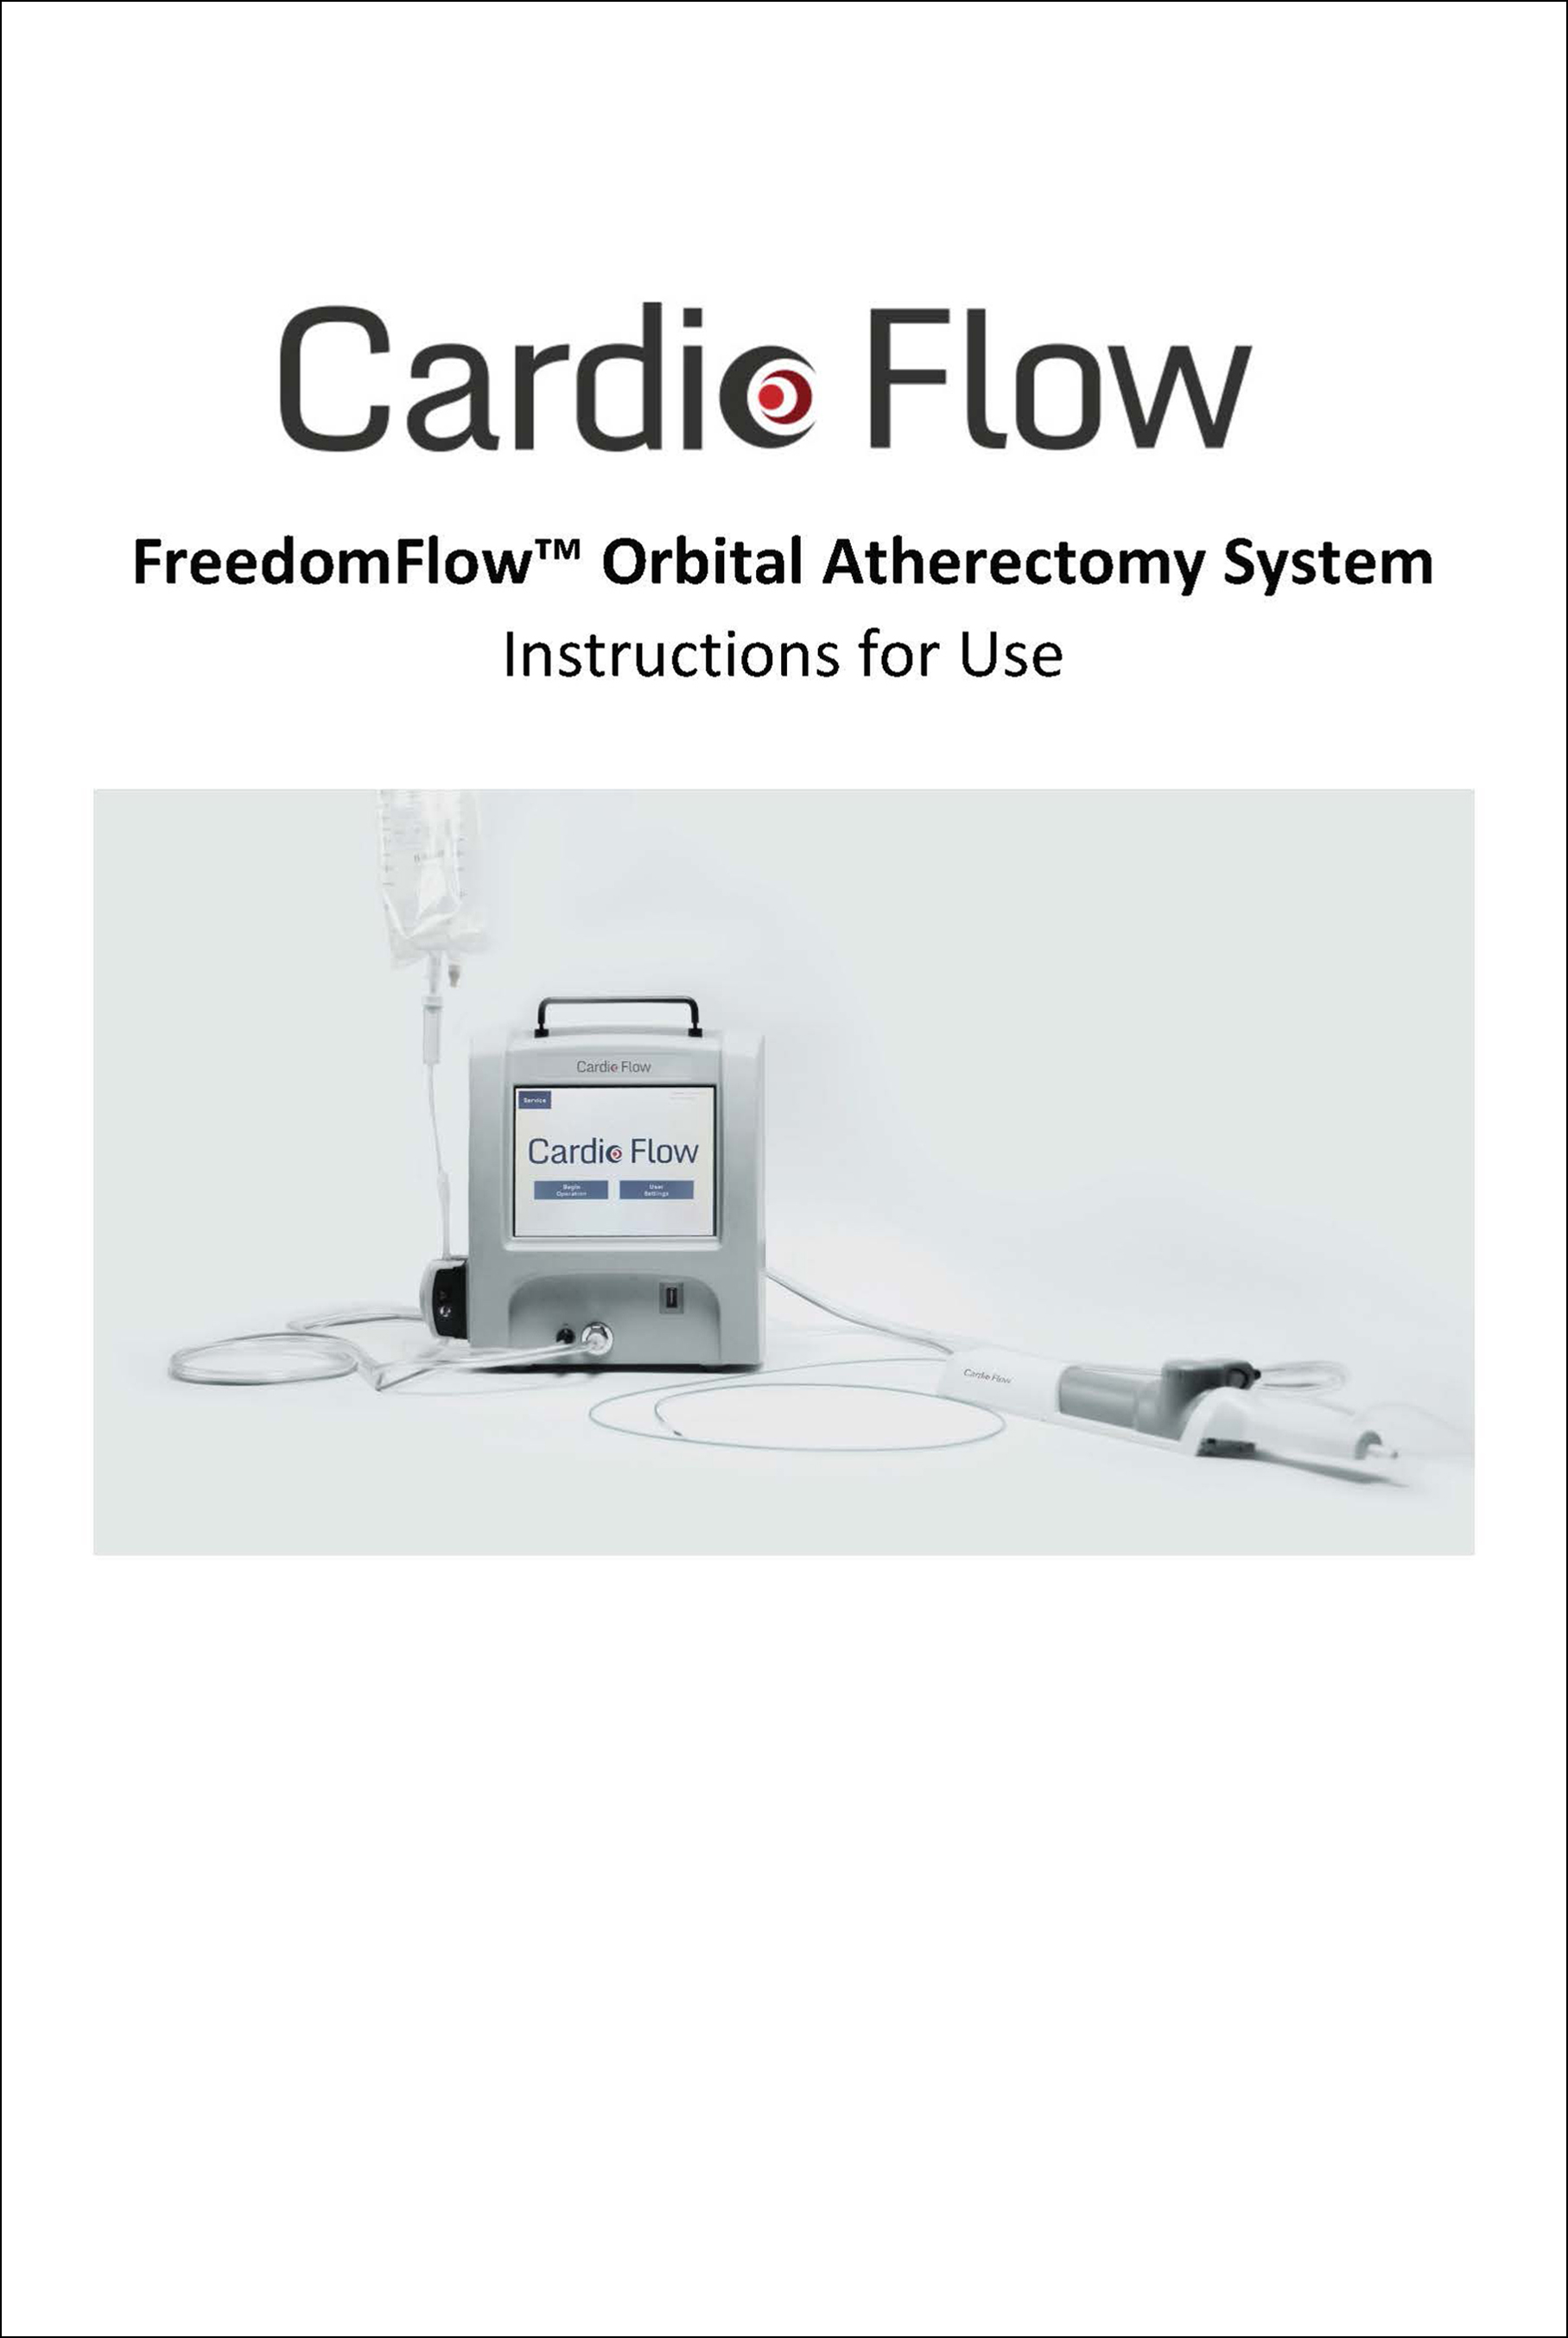 Cardio Flow
FreedomFlow™ Orbital Atherectomy System
Instructions for Use
Cardio Flow
Service
Cardio Flow
Begin
Operation
User
Settings
Cardio Flow